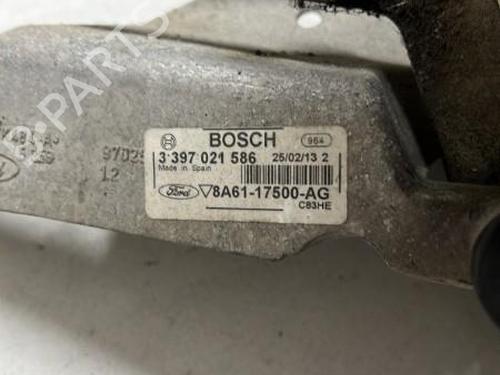 BOSCH
964
3 397 021 586 25/02/13 2
Made in Spain
Ford 8A61-17500-AG
C83HE
9702
12
PARTS